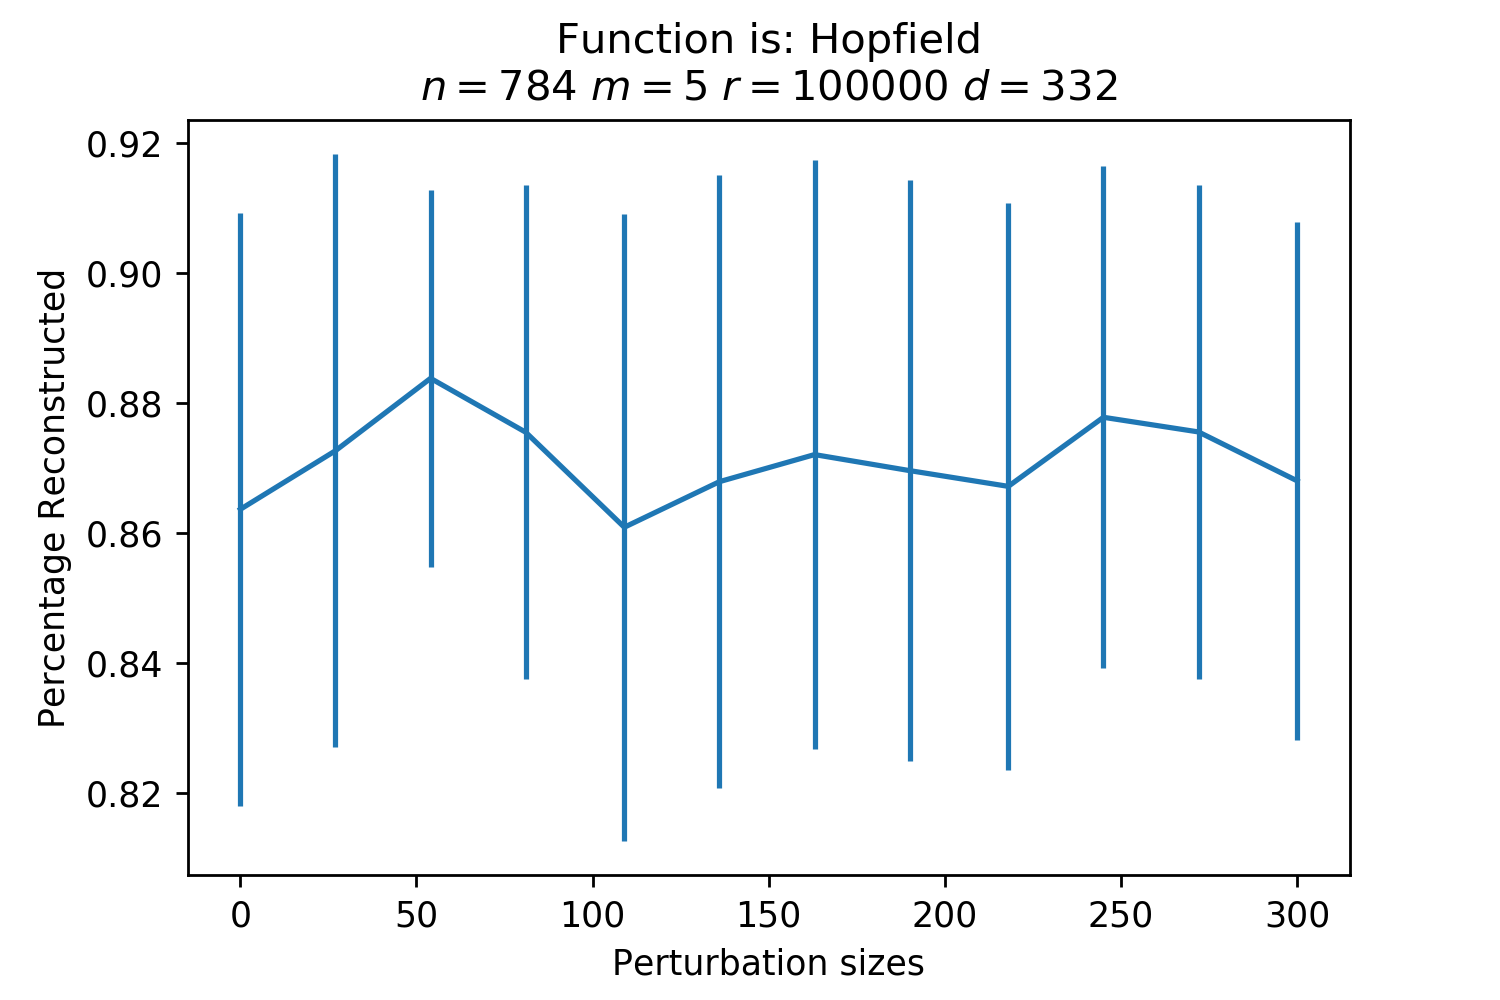 Function is: Hopfield
n = 784 m = 5 r = 100000 d = 332
0.92
0.90
0.88
0.86
0.84
0.82
Percentage Reconstructed
0 50 100 150 200 250 300
Perturbation sizes